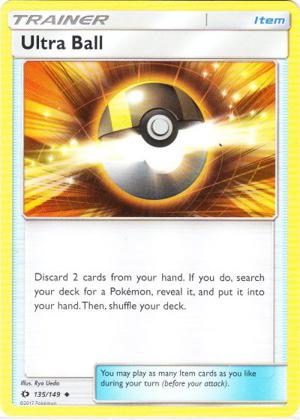 TRAINER Item
Ultra Ball
Discard 2 cards from your hand. If you do, search
your deck for a Pokémon, reveal it, and put it into
your hand. Then, shuffle your deck.
Illus. Ryo Ueda
135/149
©2017 Pokémon
You may play as many Item cards as you like
during your turn (before your attack).